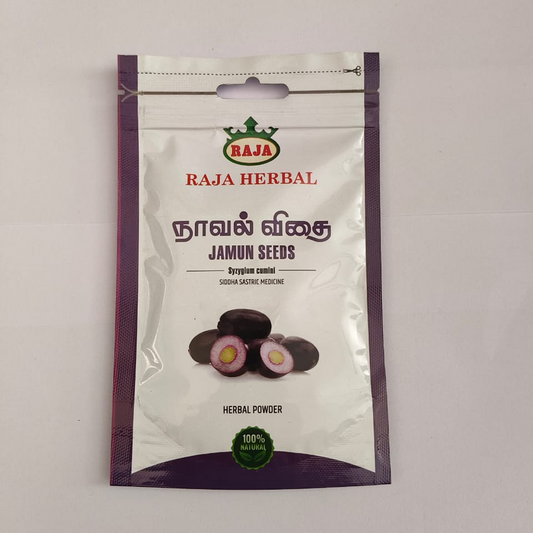 RAJA
RAJA HERBAL
நாவல் விதை
JAMUN SEEDS
Syzygium cumini
SIDDHA SASTRIC MEDICINE
HERBAL POWDER
100%
NATURAL